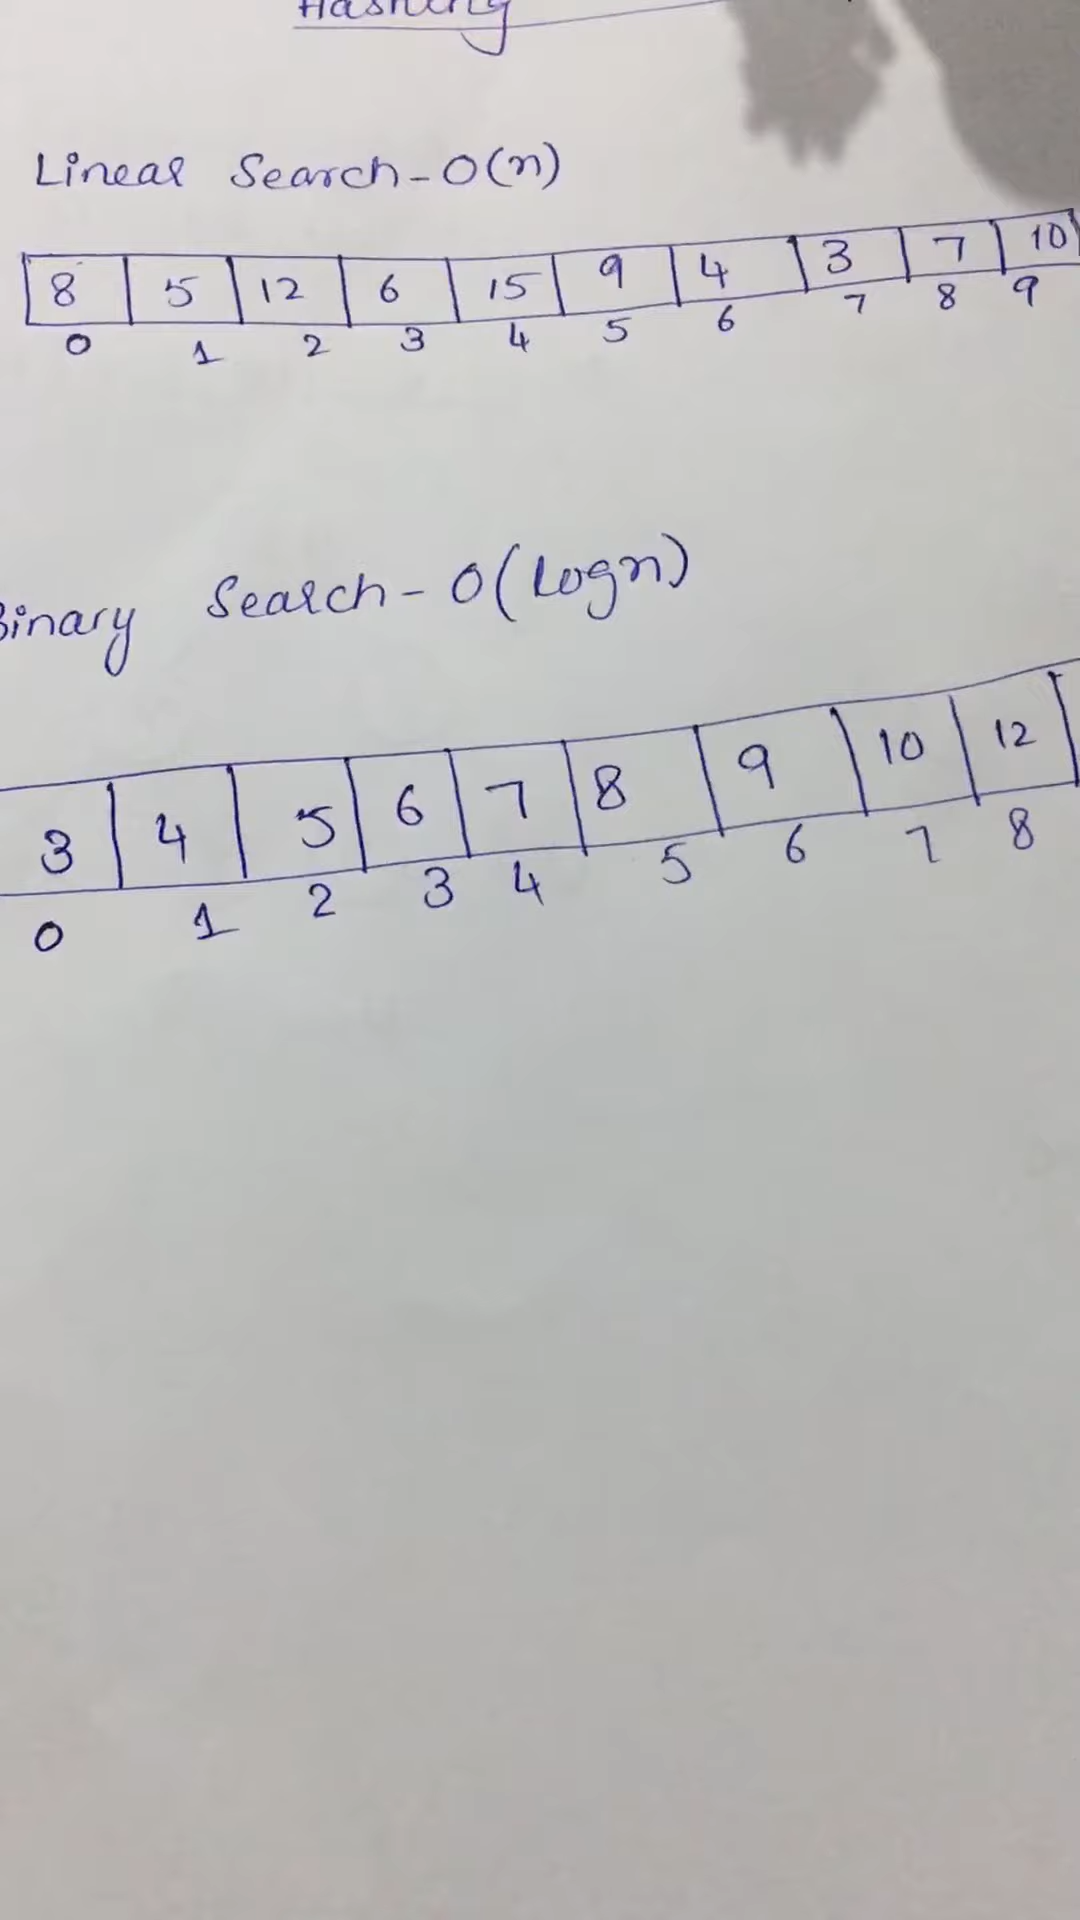 Hashing
Linear Search - O(n)
8 5 12 6 15 9 4 3 7 10
0 1 2 3 4 5 6 7 8 9
Binary Search - O(Logn)
3 4 5 6 7 8 9 10 12
0 1 2 3 4 5 6 7 8